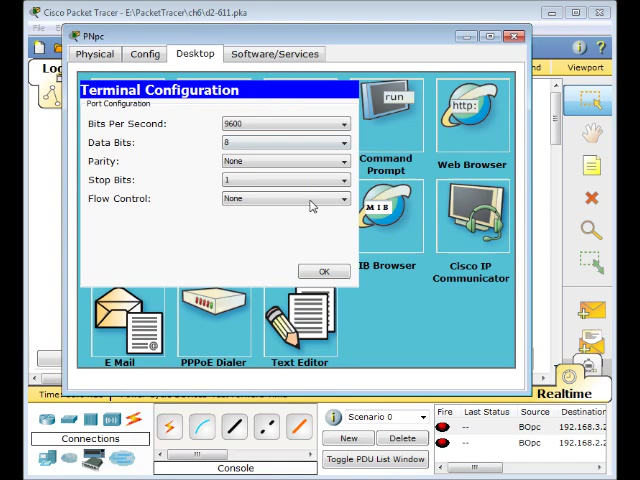 Cisco Packet Tracer - E:\PacketTracer\ch6\d2-611.pka
File
PNpc
Physical
Config
Desktop
Software/Services
Viewport
Terminal Configuration
Port Configuration
Bits Per Second:
9600
Data Bits:
8
Parity:
None
Stop Bits:
1
Flow Control:
None
OK
run
Command
Prompt
http:
Web Browser
MIB
IB Browser
Cisco IP
Communicator
E Mail
PPPoE Dialer
Text Editor
Realtime
Connections
Console
Scenario 0
New
Delete
Toggle PDU List Window
Fire
Last Status
Source
Destination
--
BOpc
192.168.3.2
--
BOpc
192.168.2.2